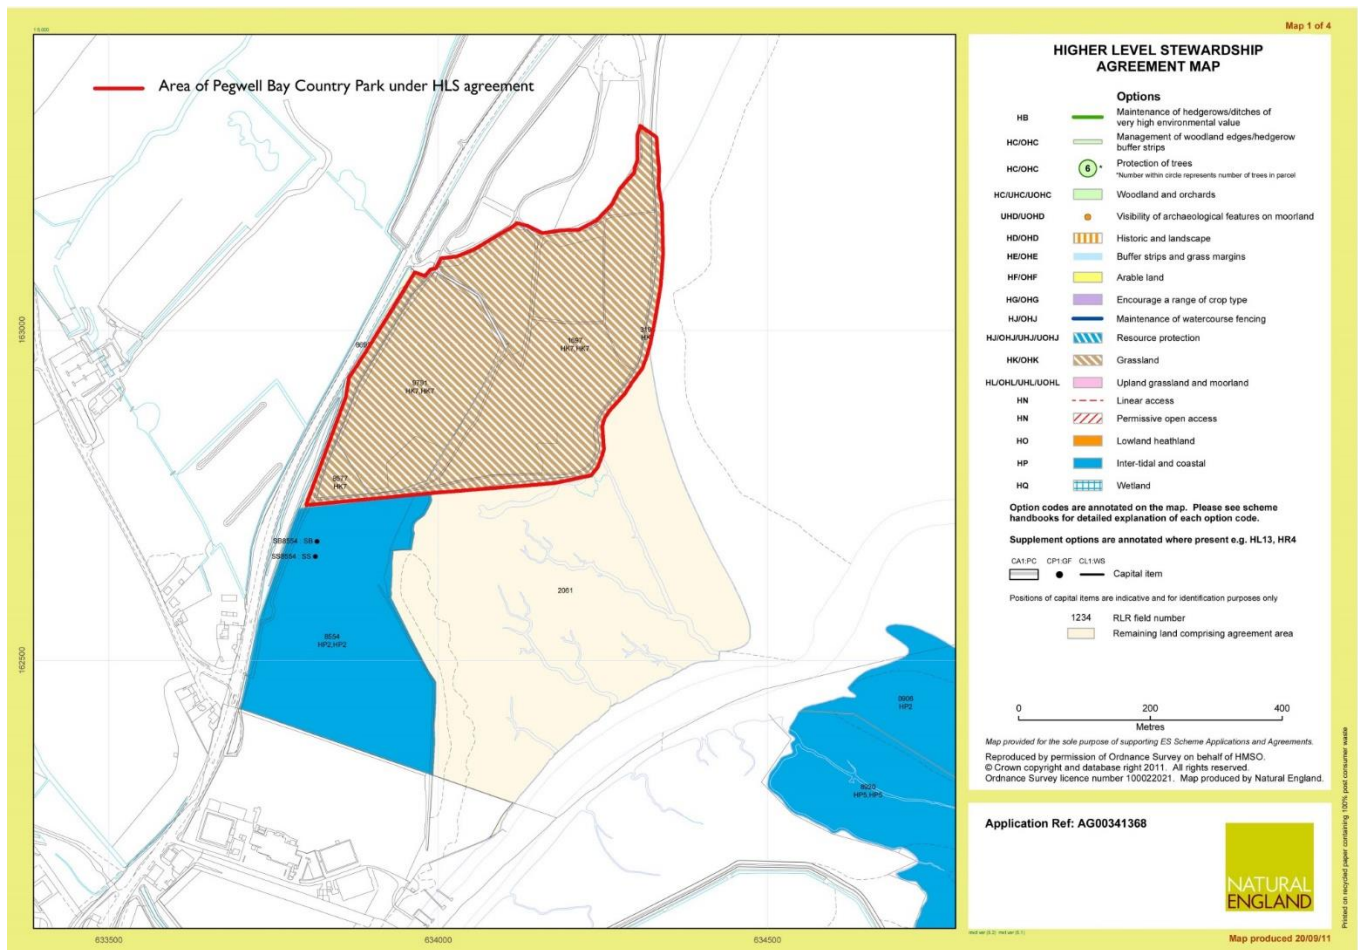 Map 1 of 4
1:5,000
Area of Pegwell Bay Country Park under HLS agreement
163000
162500
633500
634000
634500
9791
HK7,HK7
1697
HK7,HK7
8577
HK7
SB8554 : SB
8554
HP2,HP2
2061
8906
HP2
8920
HP5,HP5
HIGHER LEVEL STEWARDSHIP
AGREEMENT MAP
Options
HB Maintenance of hedgerows/ditches of
very high environmental value
HC/OHC Management of woodland edges/hedgerow
buffer strips
HC/OHC 6 * Protection of trees
*Number within circle represents number of trees in parcel
HC/UHC/UOHC Woodland and orchards
UHD/UOHD Visibility of archaeological features on moorland
HD/OHD Historic and landscape
HE/OHE Buffer strips and grass margins
HF/OHF Arable land
HG/OHG Encourage a range of crop type
HJ/OHJ Maintenance of watercourse fencing
HJ/OHJ/UHJ/UOHJ Resource protection
HK/OHK Grassland
HL/OHL/UHL/UOHL Upland grassland and moorland
HN Linear access
HN Permissive open access
HO Lowland heathland
HP Inter-tidal and coastal
HQ Wetland
Option codes are annotated on the map. Please see scheme
handbooks for detailed explanation of each option code.
Supplement options are annotated where present e.g. HL13, HR4
CA1:PC CP1:GF CL1:WS
Capital item
Positions of capital items are indicative and for identification purposes only
1234 RLR field number
Remaining land comprising agreement area
0 200 400
Metres
Map provided for the sole purpose of supporting ES Scheme Applications and Agreements.
Reproduced by permission of Ordnance Survey on behalf of HMSO.
© Crown copyright and database right 2011. All rights reserved.
Ordnance Survey licence number 100022021. Map produced by Natural England.
Application Ref: AG00341368
NATURAL
ENGLAND
Map produced 20/09/11
Printed on recycled paper containing 100% post consumer waste